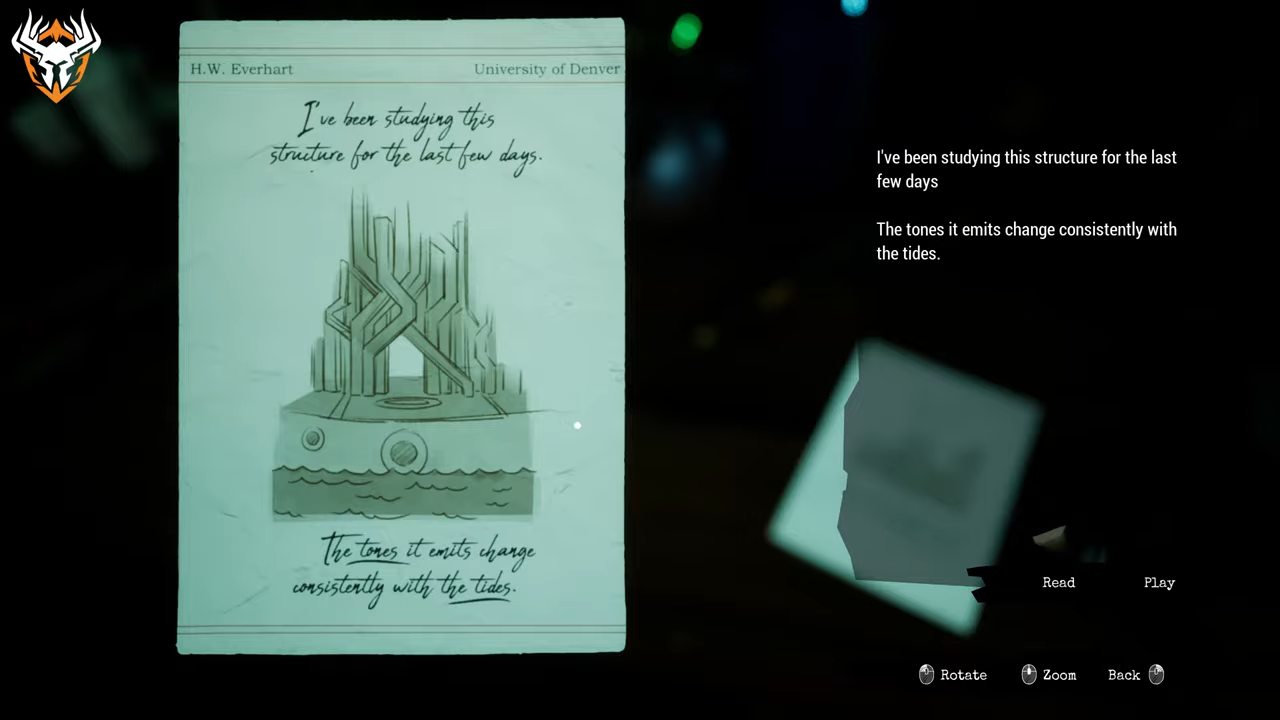 H.W. Everhart University of Denver
I've been studying this
structure for the last few days.
The tones it emits change
consistently with the tides.
I've been studying this structure for the last
few days
The tones it emits change consistently with
the tides.
Read Play
Rotate Zoom Back